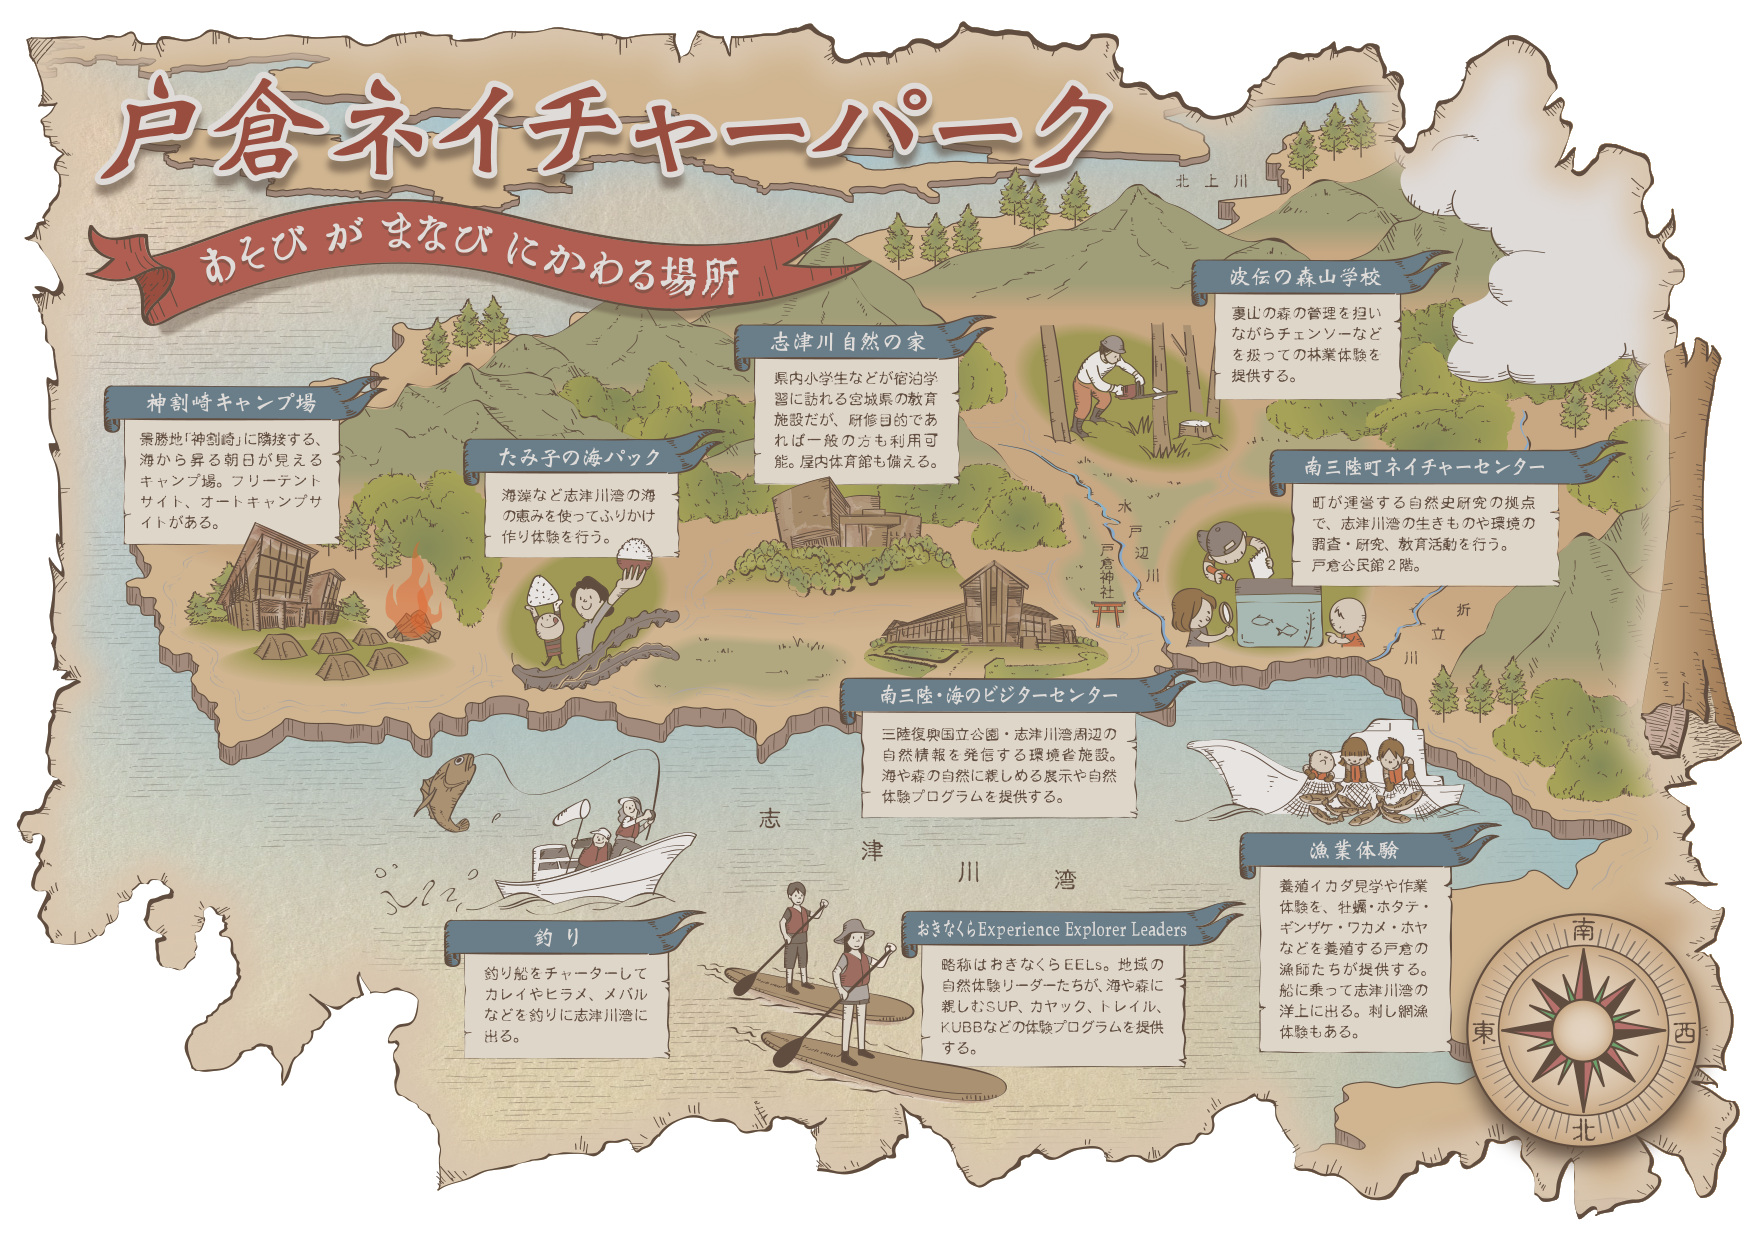 戸倉ネイチャーパーク
あそび が まなび にかわる場所
北上川
波伝の森山学校
裏山の森の管理を担い
ながらチェンソーなど
を扱っての林業体験を
提供する。
志津川自然の家
県内小学生などが宿泊学
習に訪れる宮城県の教育
施設だが、研修目的であ
れば一般の方も利用可
能。屋内体育館も備える。
神割崎キャンプ場
景勝地「神割崎」に隣接する、
海から昇る朝日が見える
キャンプ場。フリーテント
サイト、オートキャンプサ
イトがある。
たみ子の海パック
海藻など志津川湾の海
の恵みを使ってふりかけ
作り体験を行う。
南三陸町ネイチャーセンター
町が運営する自然史研究の拠点
で、志津川湾の生きものや環境の
調査・研究、教育活動を行う。
戸倉公民館2階。
水戸辺川
戸倉神社
折立川
南三陸・海のビジターセンター
三陸復興国立公園・志津川湾周辺の
自然情報を発信する環境省施設。
海や森の自然に親しめる展示や自然
体験プログラムを提供する。
志津川湾
漁業体験
養殖イカダ見学や作業
体験を、牡蠣・ホタテ・
ギンザケ・ワカメ・ホヤ
などを養殖する戸倉の
漁師たちが提供する。
船に乗って志津川湾の
洋上に出る。刺し網漁
体験もある。
釣り
釣り船をチャーターして
カレイやヒラメ、メバル
などを釣りに志津川湾に
出る。
おきなくらExperience Explorer Leaders
略称はおきなくらEELs。地域の
自然体験リーダーたちが、海や森に
親しむSUP、カヤック、トレイル、
KUBBなどの体験プログラムを提供
する。
南
東
西
北